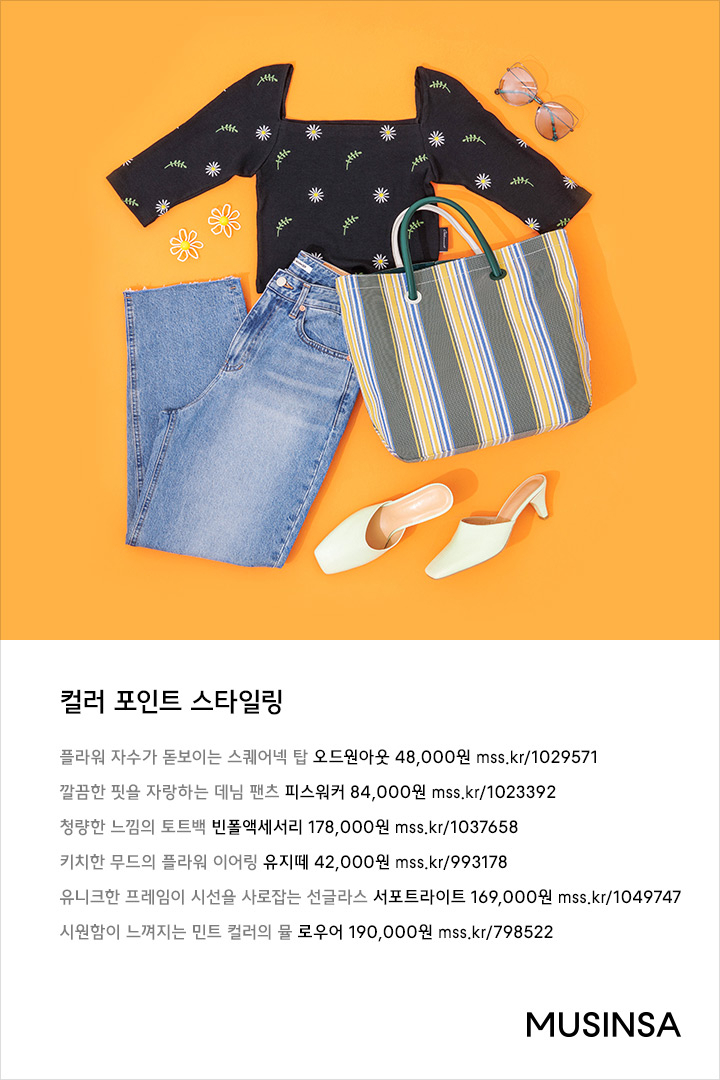 컬러 포인트 스타일링
플라워 자수가 돋보이는 스퀘어넥 탑 오드원아웃 48,000원 mss.kr/1029571
깔끔한 핏을 자랑하는 데님 팬츠 피스워커 84,000원 mss.kr/1023392
청량한 느낌의 토트백 빈폴액세서리 178,000원 mss.kr/1037658
키치한 무드의 플라워 이어링 유지떼 42,000원 mss.kr/993178
유니크한 프레임이 시선을 사로잡는 선글라스 서포트라이트 169,000원 mss.kr/1049747
시원함이 느껴지는 민트 컬러의 뮬 로우어 190,000원 mss.kr/798522
MUSINSA